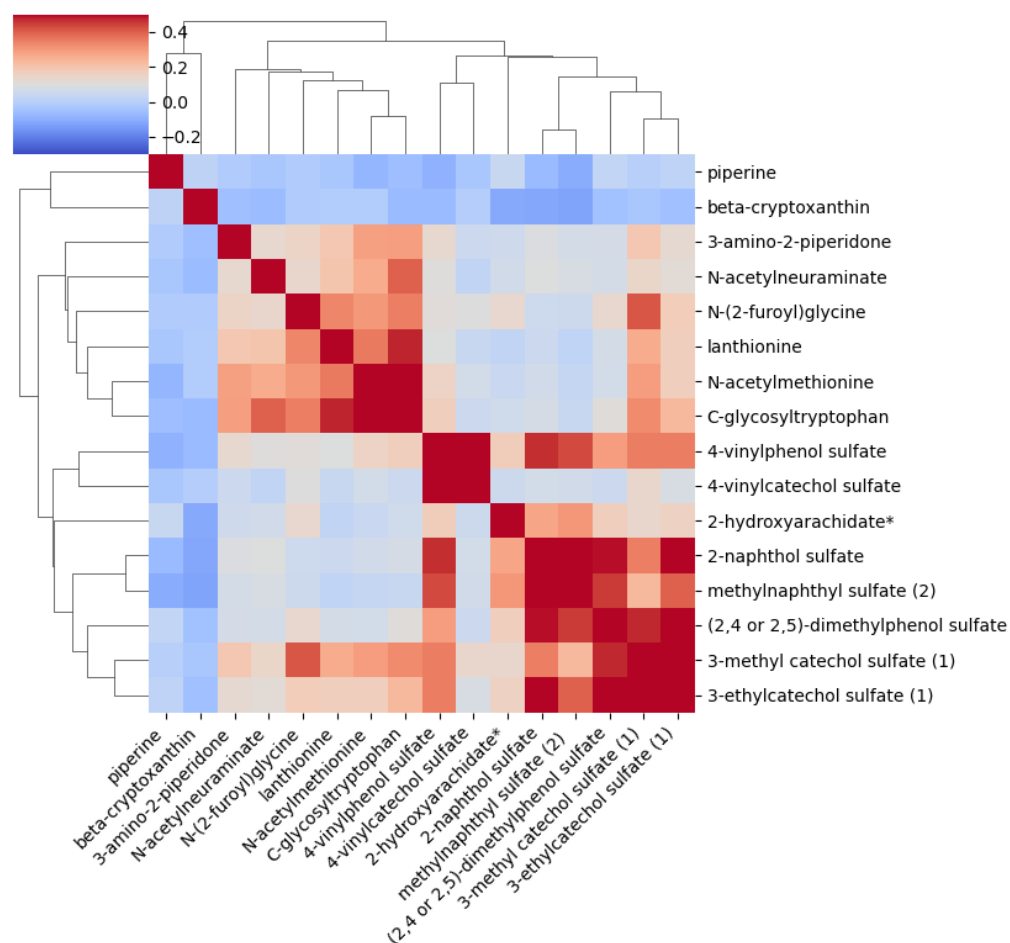 0.4
0.2
0.0
−0.2
piperine
beta-cryptoxanthin
3-amino-2-piperidone
N-acetylneuraminate
N-(2-furoyl)glycine
lanthionine
N-acetylmethionine
C-glycosyltryptophan
4-vinylphenol sulfate
4-vinylcatechol sulfate
2-hydroxyarachidate*
2-naphthol sulfate
methylnaphthyl sulfate (2)
(2,4 or 2,5)-dimethylphenol sulfate
3-methyl catechol sulfate (1)
3-ethylcatechol sulfate (1)
piperine
beta-cryptoxanthin
3-amino-2-piperidone
N-acetylneuraminate
N-(2-furoyl)glycine
lanthionine
N-acetylmethionine
C-glycosyltryptophan
4-vinylphenol sulfate
4-vinylcatechol sulfate
2-hydroxyarachidate*
2-naphthol sulfate
methylnaphthyl sulfate (2)
(2,4 or 2,5)-dimethylphenol sulfate
3-methyl catechol sulfate (1)
3-ethylcatechol sulfate (1)